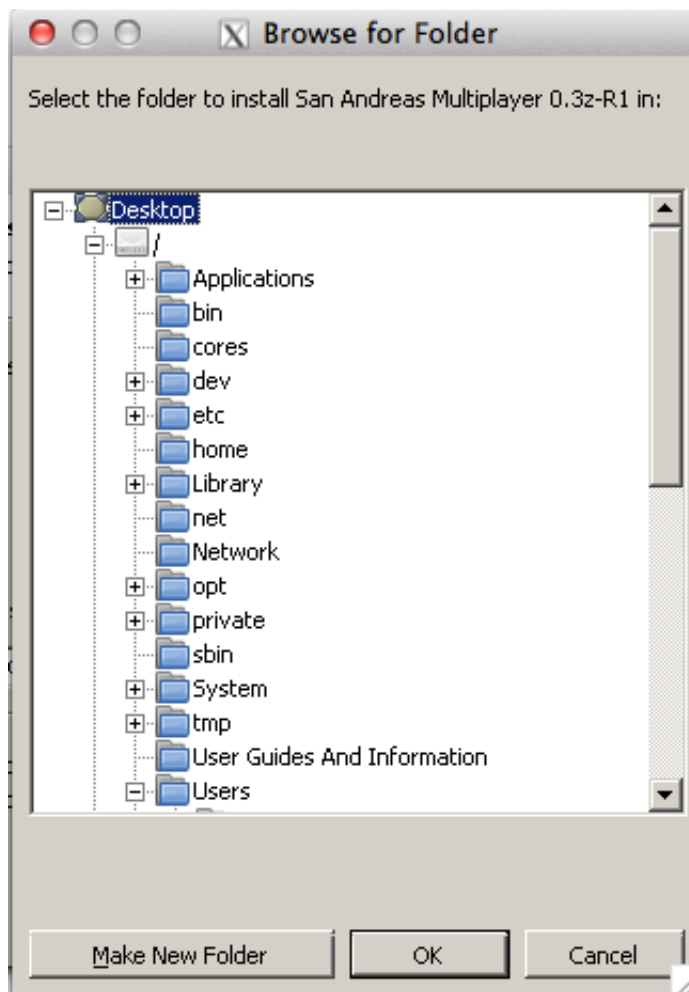 Browse for Folder
Select the folder to install San Andreas Multiplayer 0.3z-R1 in:
Desktop
/
Applications
bin
cores
dev
etc
home
Library
net
Network
opt
private
sbin
System
tmp
User Guides And Information
Users
Make New Folder OK Cancel